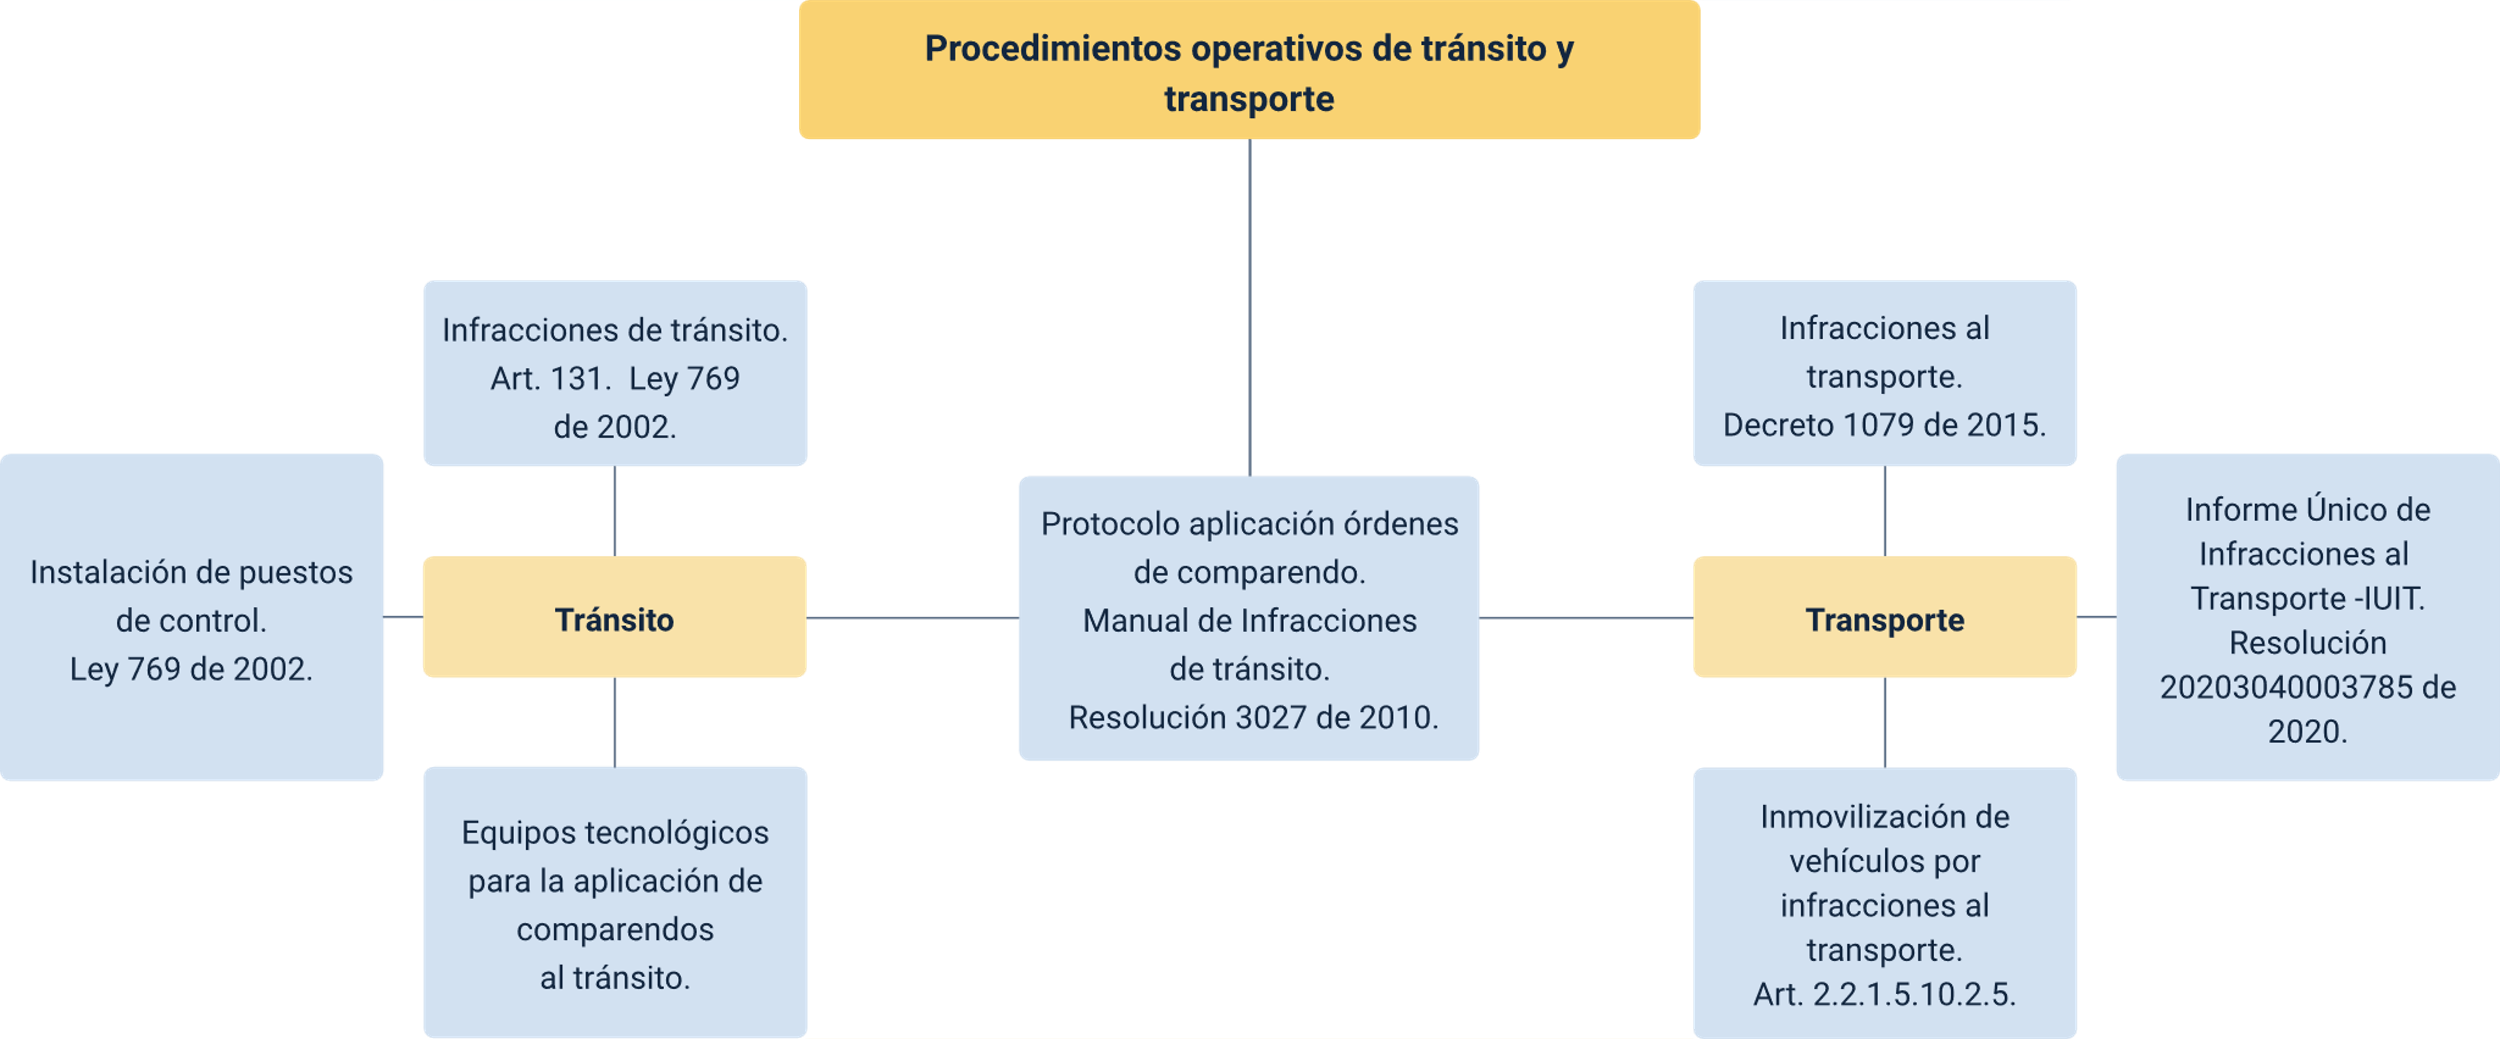 Procedimientos operativos de tránsito y
transporte
Infracciones de tránsito.
Art. 131.  Ley 769
de 2002.
Infracciones al
transporte.
Decreto 1079 de 2015.
Instalación de puestos
de control.
Ley 769 de 2002.
Tránsito
Protocolo aplicación órdenes
de comparendo.
Manual de Infracciones
de tránsito.
Resolución 3027 de 2010.
Transporte
Informe Único de
Infracciones al
Transporte -IUIT.
Resolución
20203040003785 de
2020.
Equipos tecnológicos
para la aplicación de
comparendos
al tránsito.
Inmovilización de
vehículos por
infracciones al
transporte.
Art. 2.2.1.5.10.2.5.